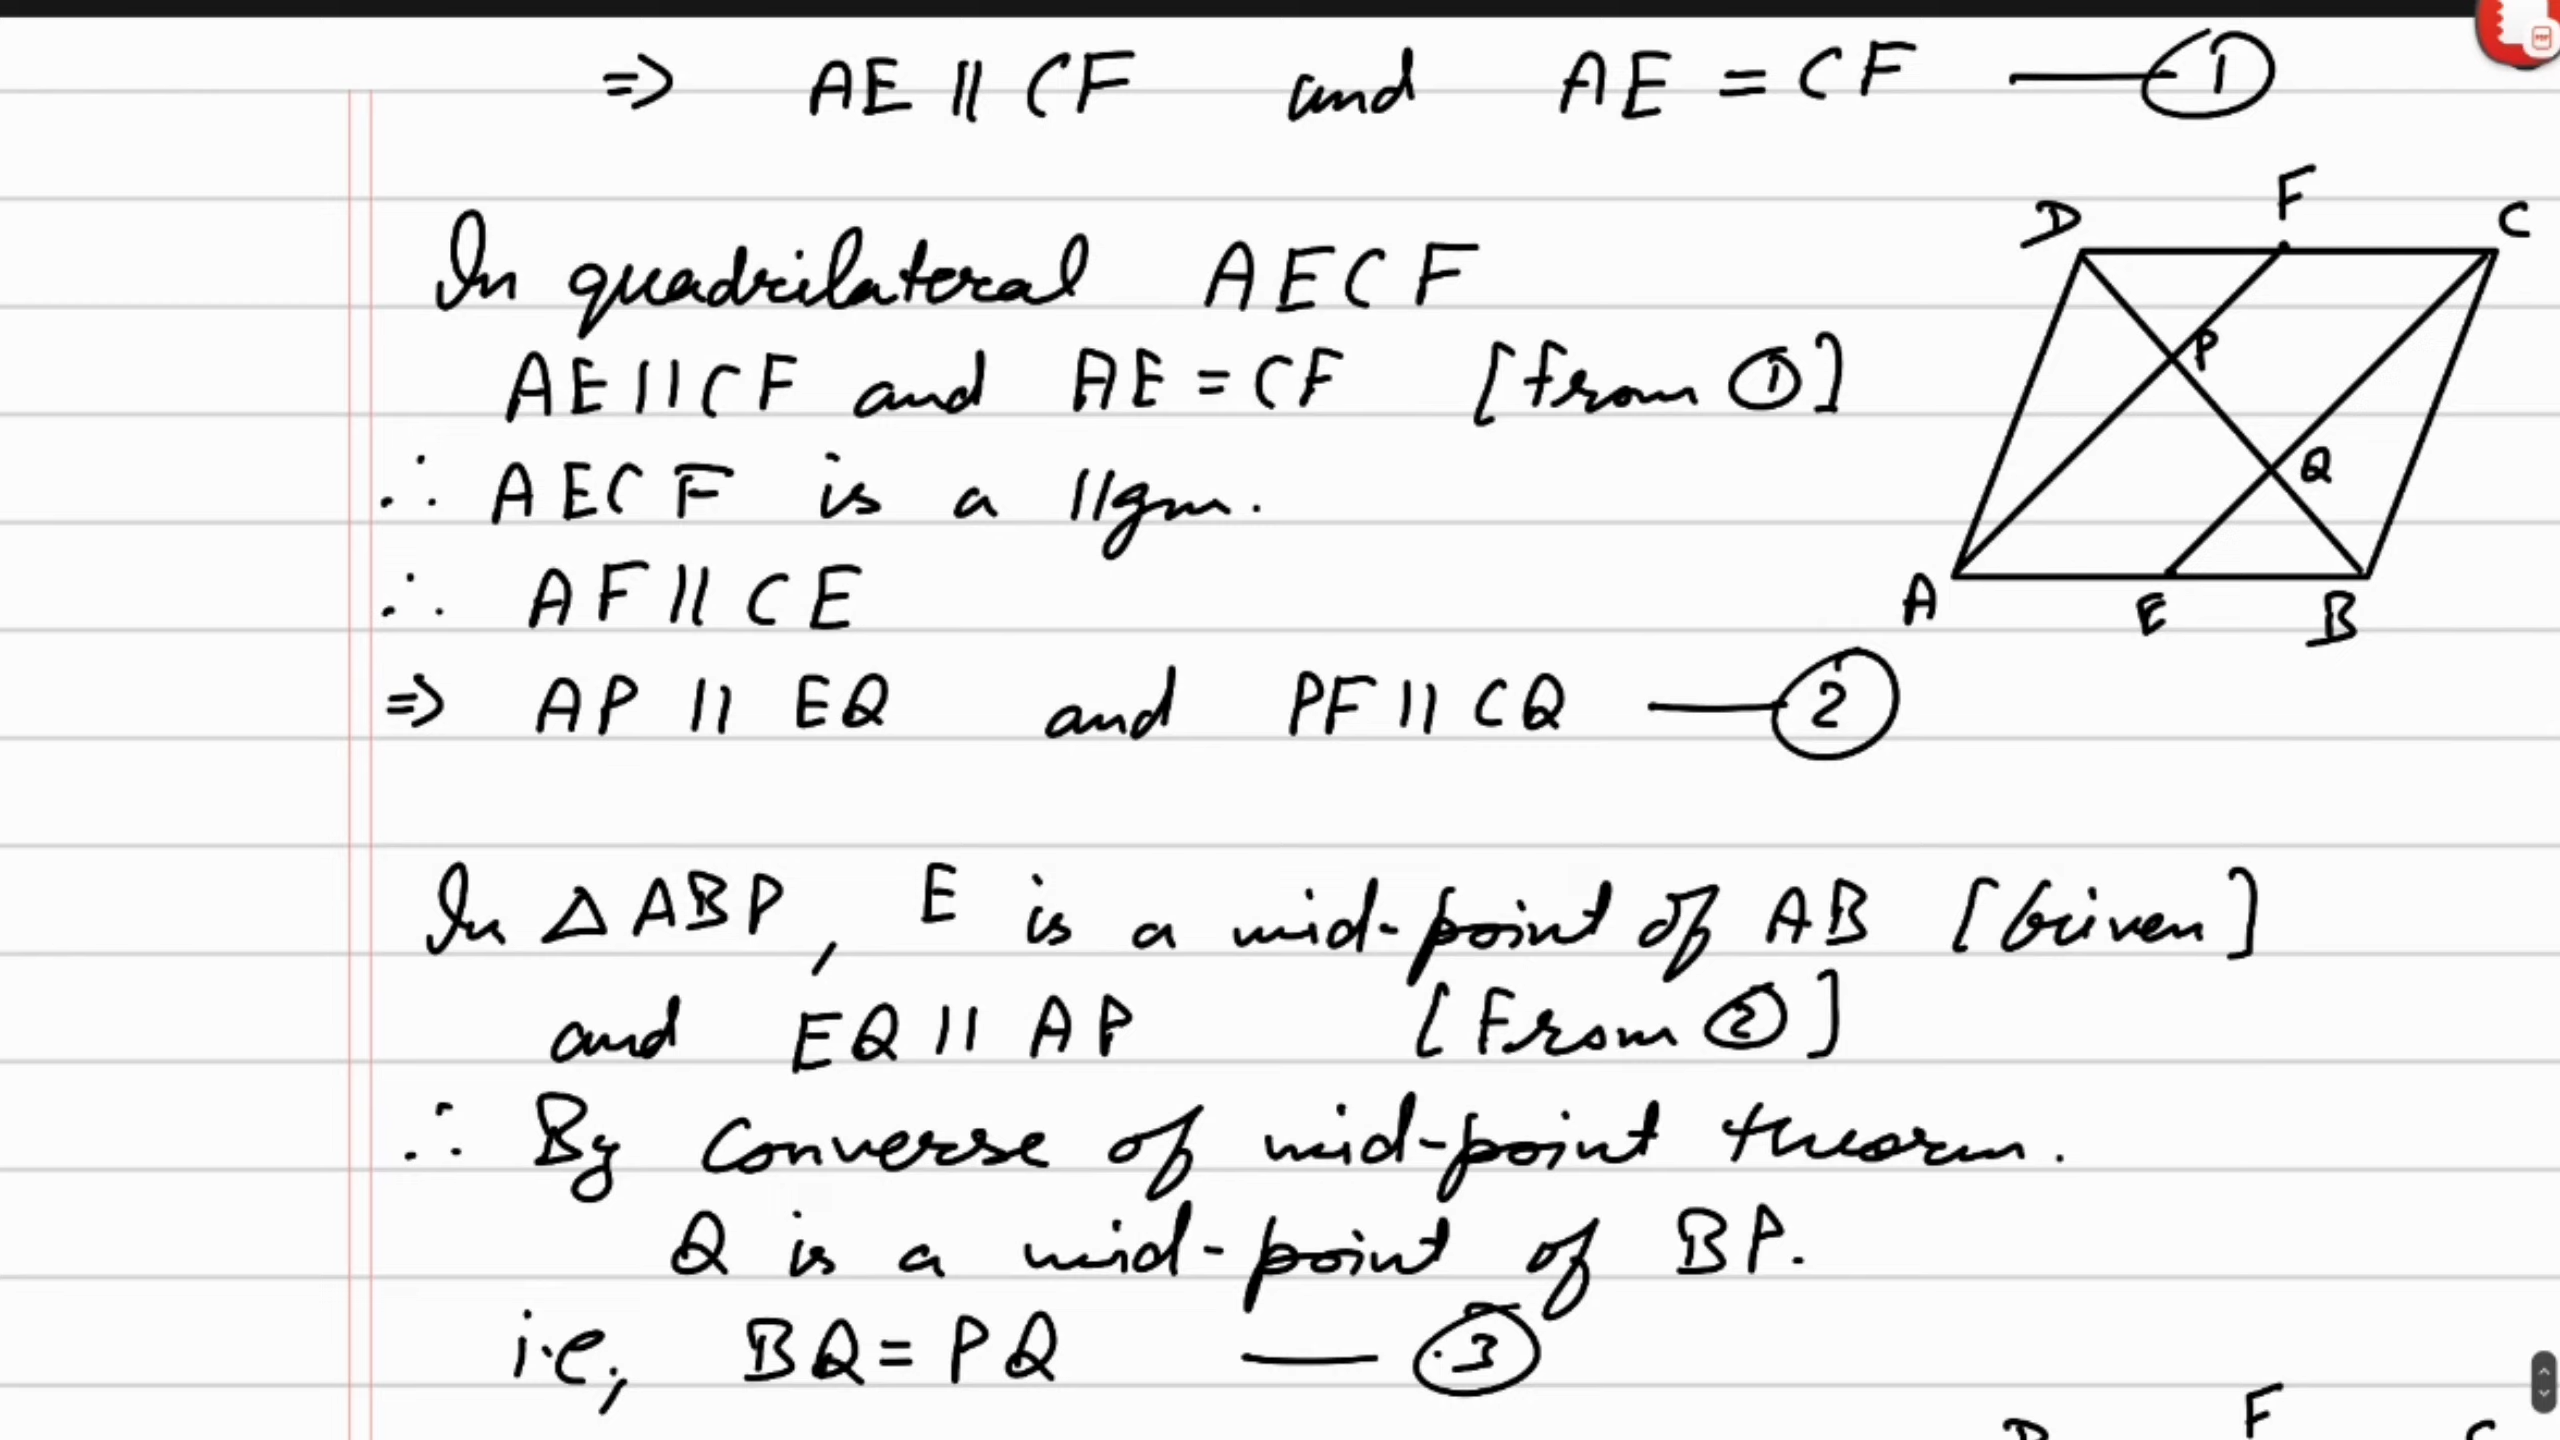 => AE || CF and AE = CF — ①
In quadrilateral AECF
AE || CF and AE = CF [from ①]
∴ AECF is a ||gm.
∴ AF || CE
=> AP || EQ and PF || CQ — ②
D F C
P
Q
A E B
In △ABP, E is a mid-point of AB [Given]
and EQ || AP [From ②]
∴ By converse of mid-point theorem.
Q is a mid-point of BP.
i.e, BQ = PQ — ③
F